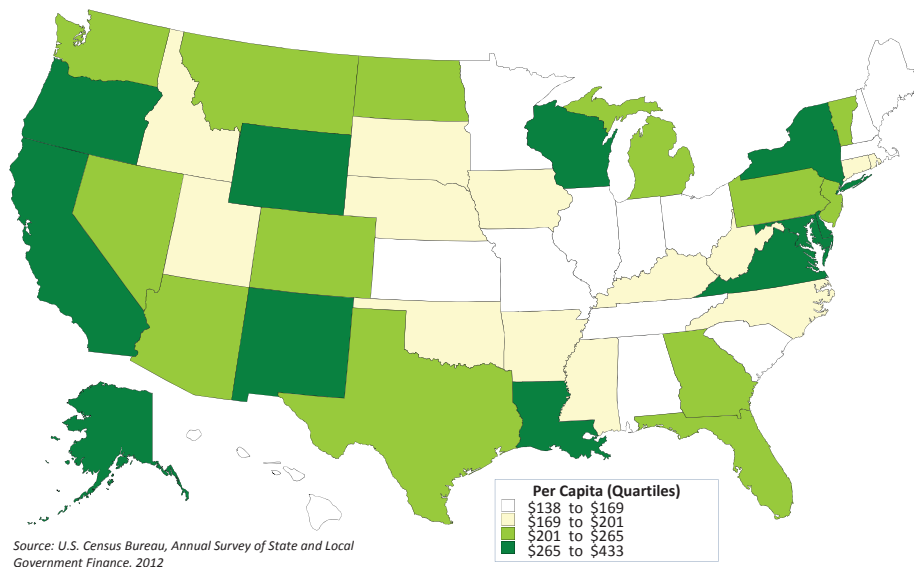 Per Capita (Quartiles)
$138 to $169
$169 to $201
$201 to $265
$265 to $433
Source: U.S. Census Bureau, Annual Survey of State and Local
Government Finance, 2012